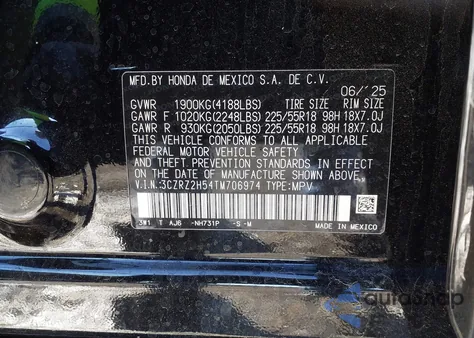 MFD.BY HONDA DE MEXICO S.A. DE C.V.
06/'25
GVWR 1900KG(4188LBS) TIRE SIZE RIM SIZE
GAWR F 1020KG(2248LBS) 225/55R18 98H 18X7.0J
GAWR R 930KG(2050LBS) 225/55R18 98H 18X7.0J
THIS VEHICLE CONFORMS TO ALL APPLICABLE
FEDERAL MOTOR VEHICLE SAFETY
AND THEFT PREVENTION STANDARDS IN EFFECT
ON THE DATE OF MANUFACTURE SHOWN ABOVE.
V.I.N.:3CZRZ2H54TM706974 TYPE:MPV
3W1 T AJ6 -NH731P -S -M
MADE IN MEXICO
autosnap